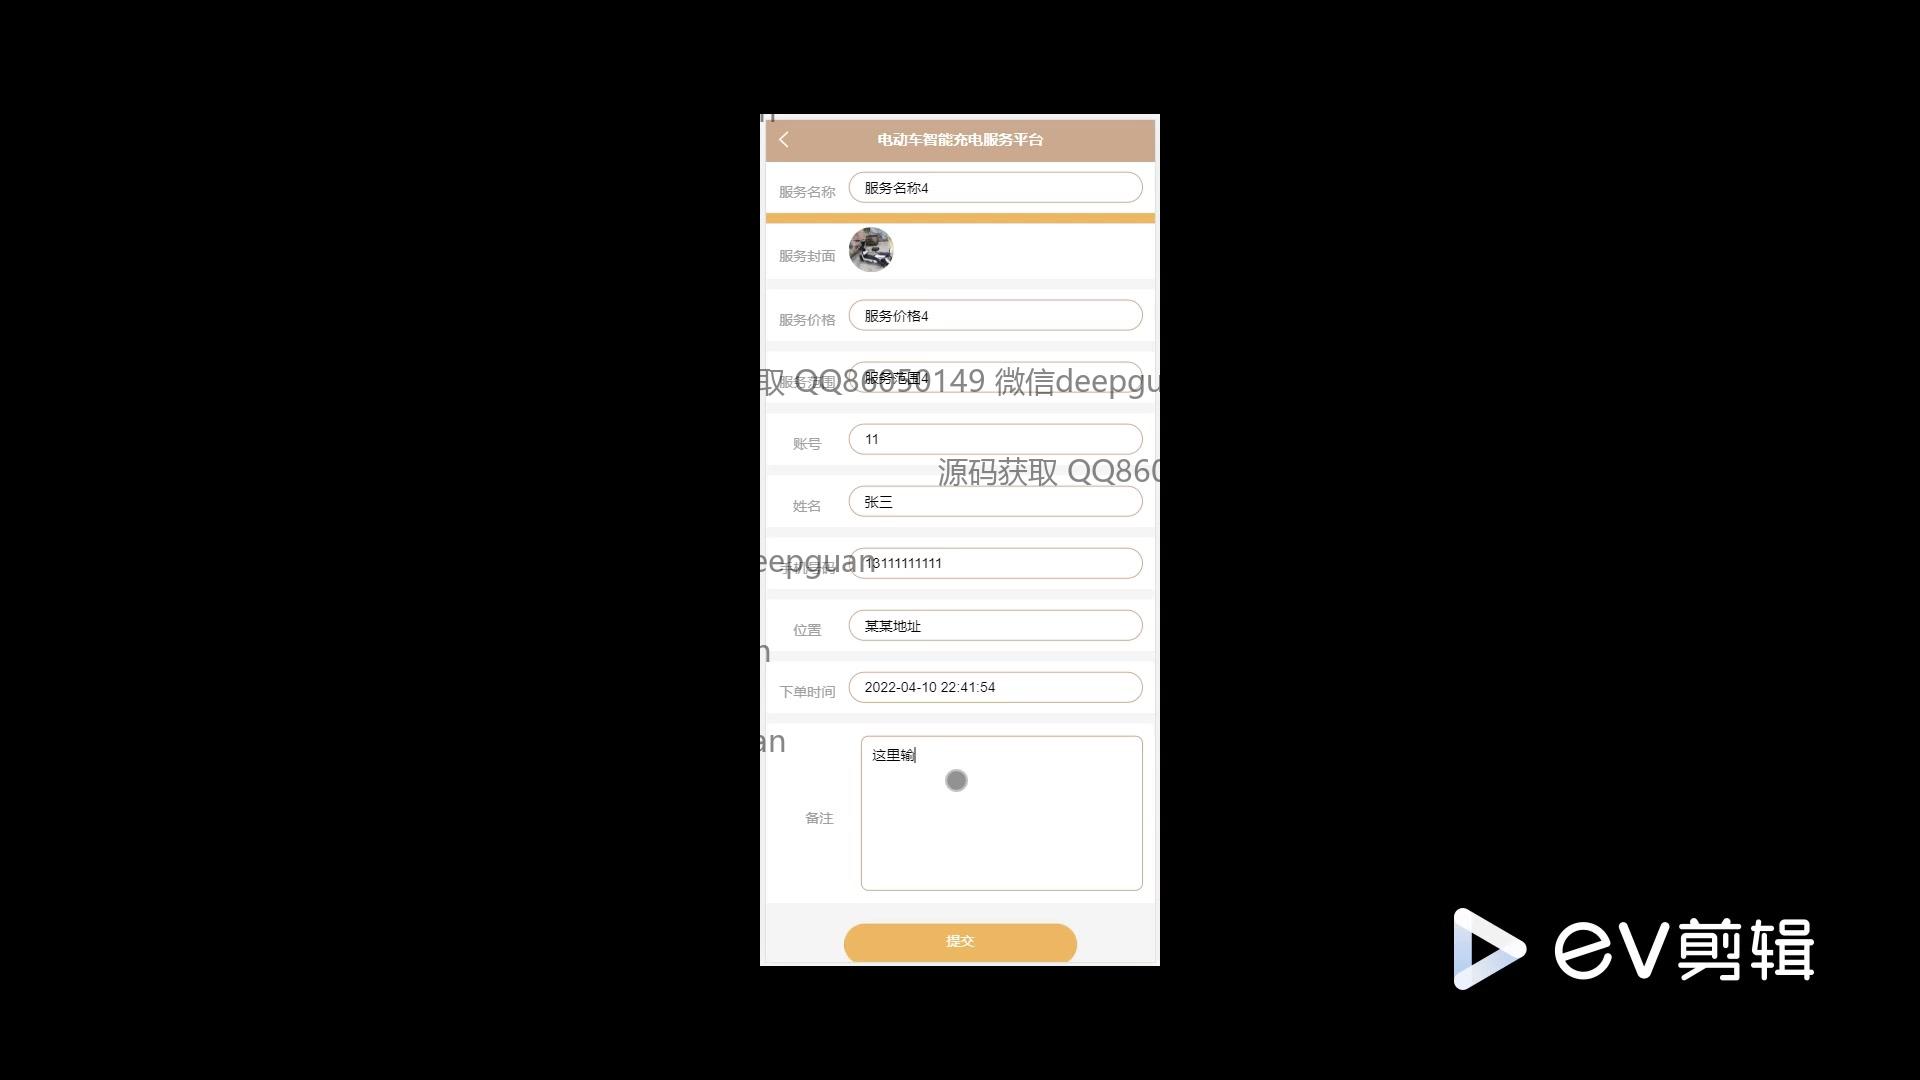 电动车智能充电服务平台
服务名称 服务名称4
服务封面
服务价格 服务价格4
服务范围 服务范围4
取 QQ86050149 微信deepgu
账号 11
源码获取 QQ860
姓名 张三
手机号码 13111111111
eepguan
位置 某某地址
n
下单时间 2022-04-10 22:41:54
an
这里输
备注
提交
ev剪辑